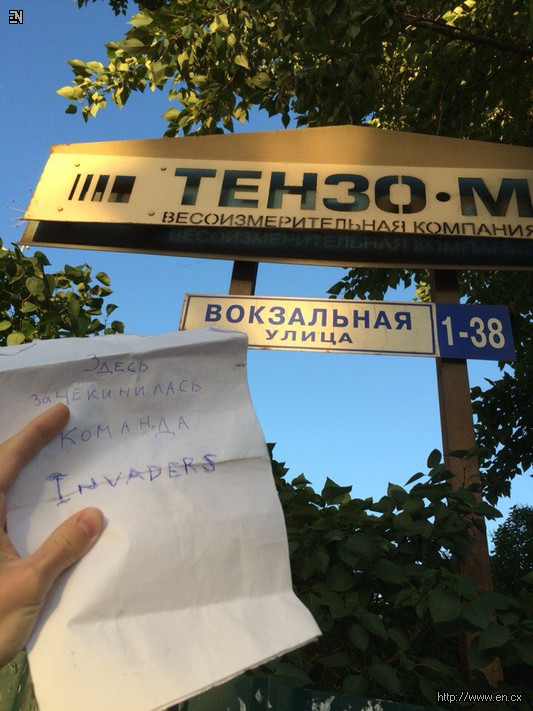 EN
ТЕНЗО·М
ВЕСОИЗМЕРИТЕЛЬНАЯ КОМПАНИЯ
ВОКЗАЛЬНАЯ
УЛИЦА
1-38
ЗДЕСЬ
ЗАЧЕКИНИЛАСЬ
КОМАНДА
INVADERS
http://www.en.cx